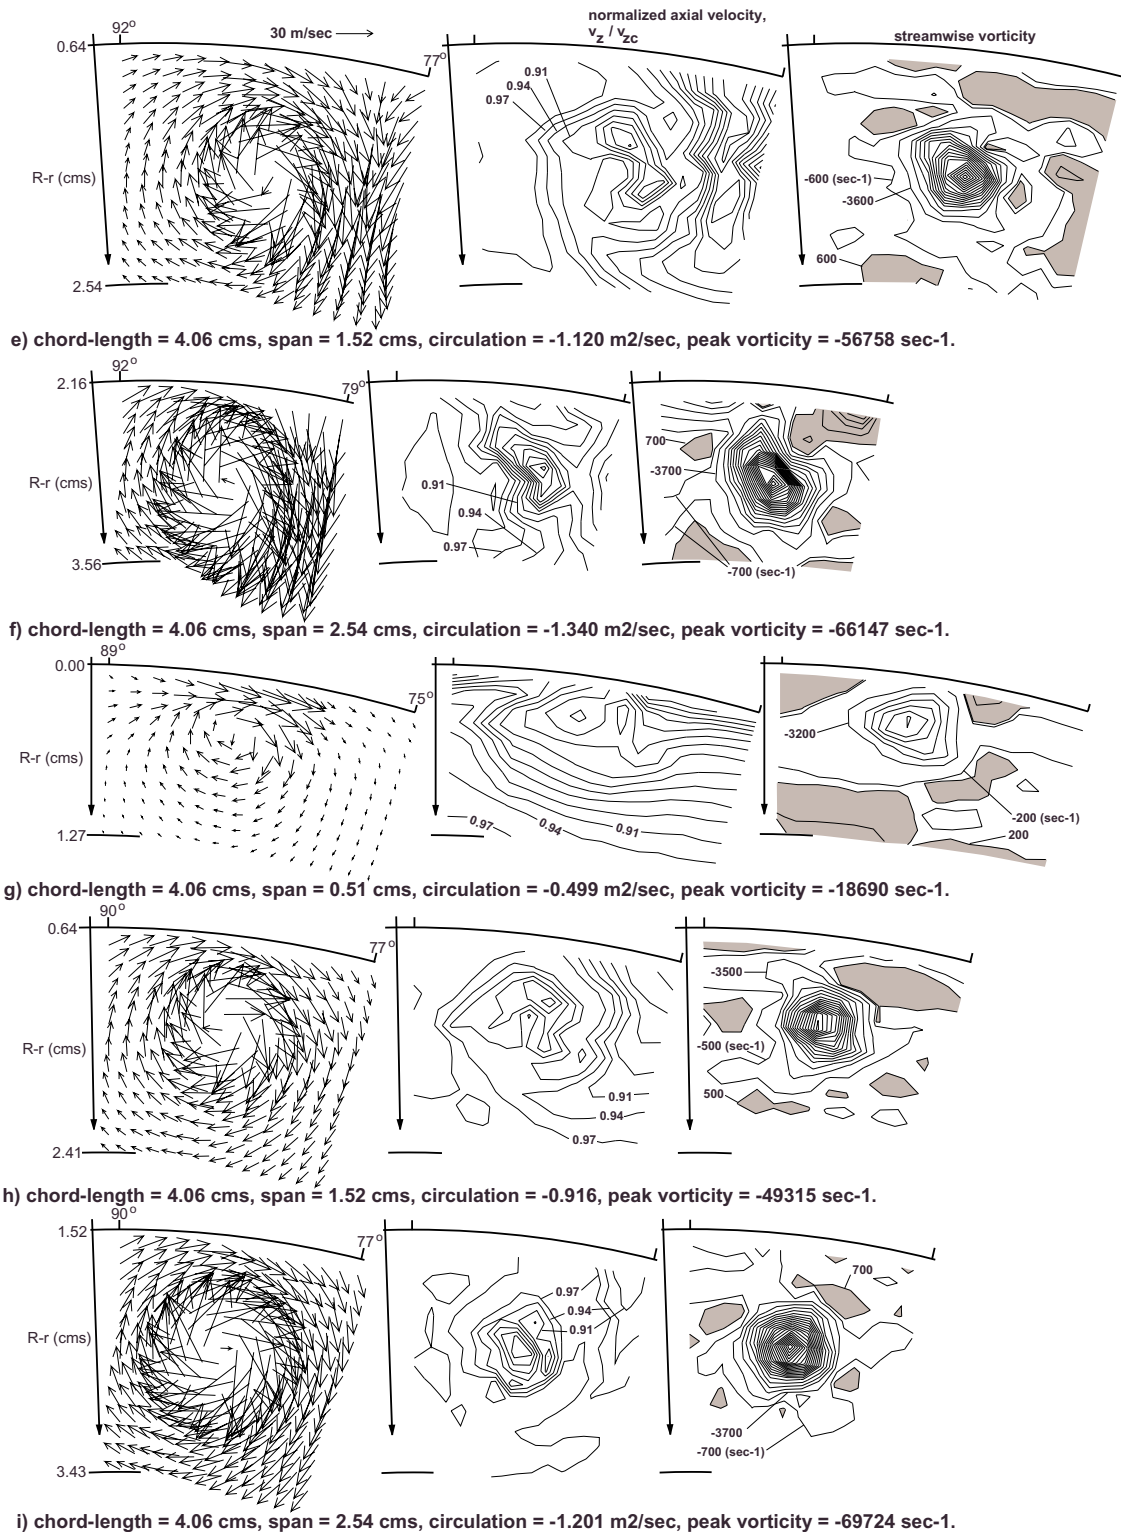 normalized axial velocity,
v_z / v_zc
streamwise vorticity
30 m/sec
0.64
92°
77°
R-r (cms)
2.54
0.91
0.94
0.97
-600 (sec-1)
-3600
600
e) chord-length = 4.06 cms, span = 1.52 cms, circulation = -1.120 m2/sec, peak vorticity = -56758 sec-1.
2.16
92°
79°
R-r (cms)
3.56
0.91
0.94
0.97
700
-3700
-700 (sec-1)
f) chord-length = 4.06 cms, span = 2.54 cms, circulation = -1.340 m2/sec, peak vorticity = -66147 sec-1.
0.00
89°
75°
R-r (cms)
1.27
0.97
0.94
0.91
-3200
-200 (sec-1)
200
g) chord-length = 4.06 cms, span = 0.51 cms, circulation = -0.499 m2/sec, peak vorticity = -18690 sec-1.
0.64
90°
77°
R-r (cms)
2.41
0.91
0.94
0.97
-3500
-500 (sec-1)
500
h) chord-length = 4.06 cms, span = 1.52 cms, circulation = -0.916, peak vorticity = -49315 sec-1.
1.52
90°
77°
R-r (cms)
3.43
0.97
0.94
0.91
700
-3700
-700 (sec-1)
i) chord-length = 4.06 cms, span = 2.54 cms, circulation = -1.201 m2/sec, peak vorticity = -69724 sec-1.